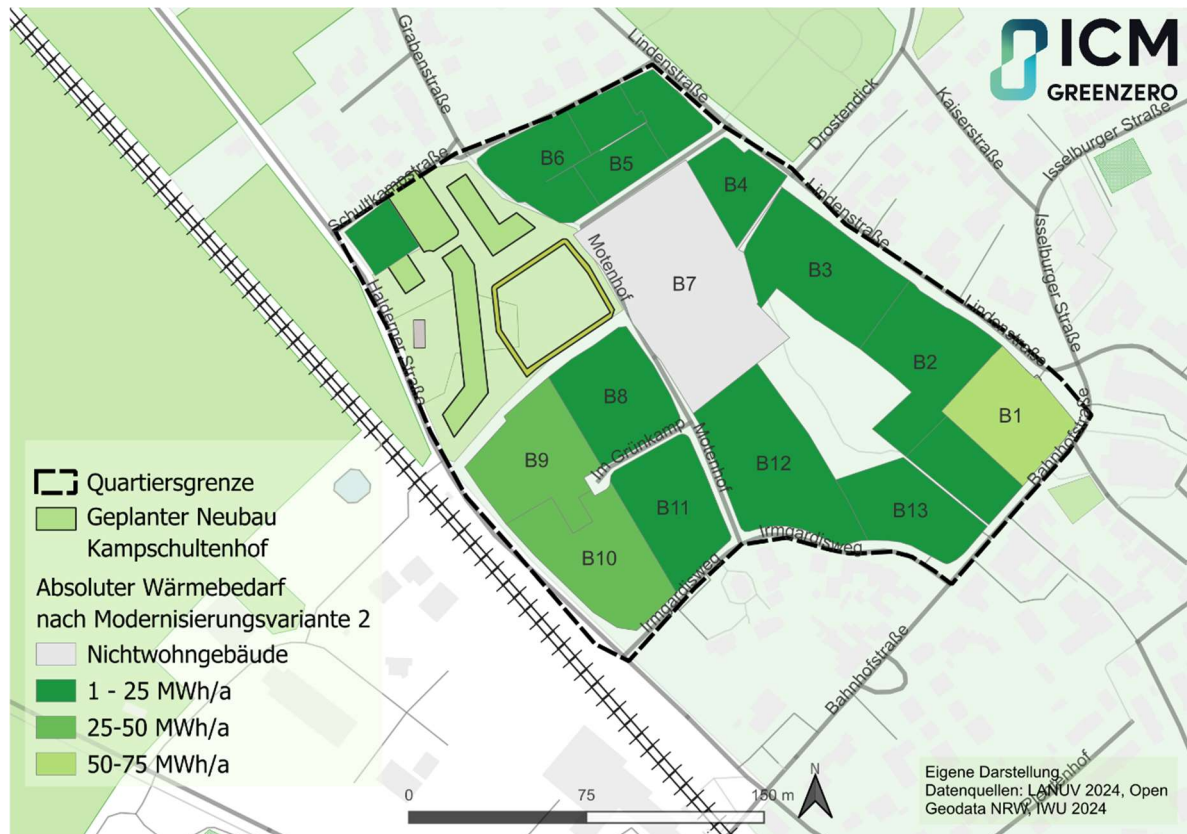 ICM
GREENZERO
Grabenstraße
Lindenstraße
Drostendick
Kaiserstraße
Isselburger Straße
Isselburger Straße
Schultkampstraße
Lindenstraße
Lindenstraße
Motenhof
Halderner Straße
B6
B5
B4
B3
B7
B2
B1
B8
B9
Im Grünkamp
Motenhof
B12
B11
B13
B10
Bahnhofstraße
Irmgardisweg
Irmgardisweg
Bahnhofstraße
Quartiersgrenze
Geplanter Neubau
Kampschultenhof
Absoluter Wärmebedarf
nach Modernisierungsvariante 2
Nichtwohngebäude
1 - 25 MWh/a
25-50 MWh/a
50-75 MWh/a
0
75
150 m
N
Eigene Darstellung
Datenquellen: LANUV 2024, Open
Geodata NRW, IWU 2024